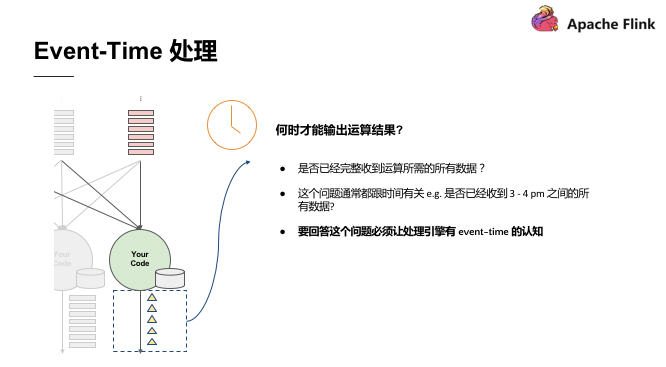 Apache Flink
Event-Time 处理
何时才能输出运算结果?
● 是否已经完整收到运算所需的所有数据？
● 这个问题通常都跟时间有关 e.g. 是否已经收到 3 - 4 pm 之间的所
有数据?
● 要回答这个问题必须让处理引擎有 event-time 的认知
Your
Code
Your
Code